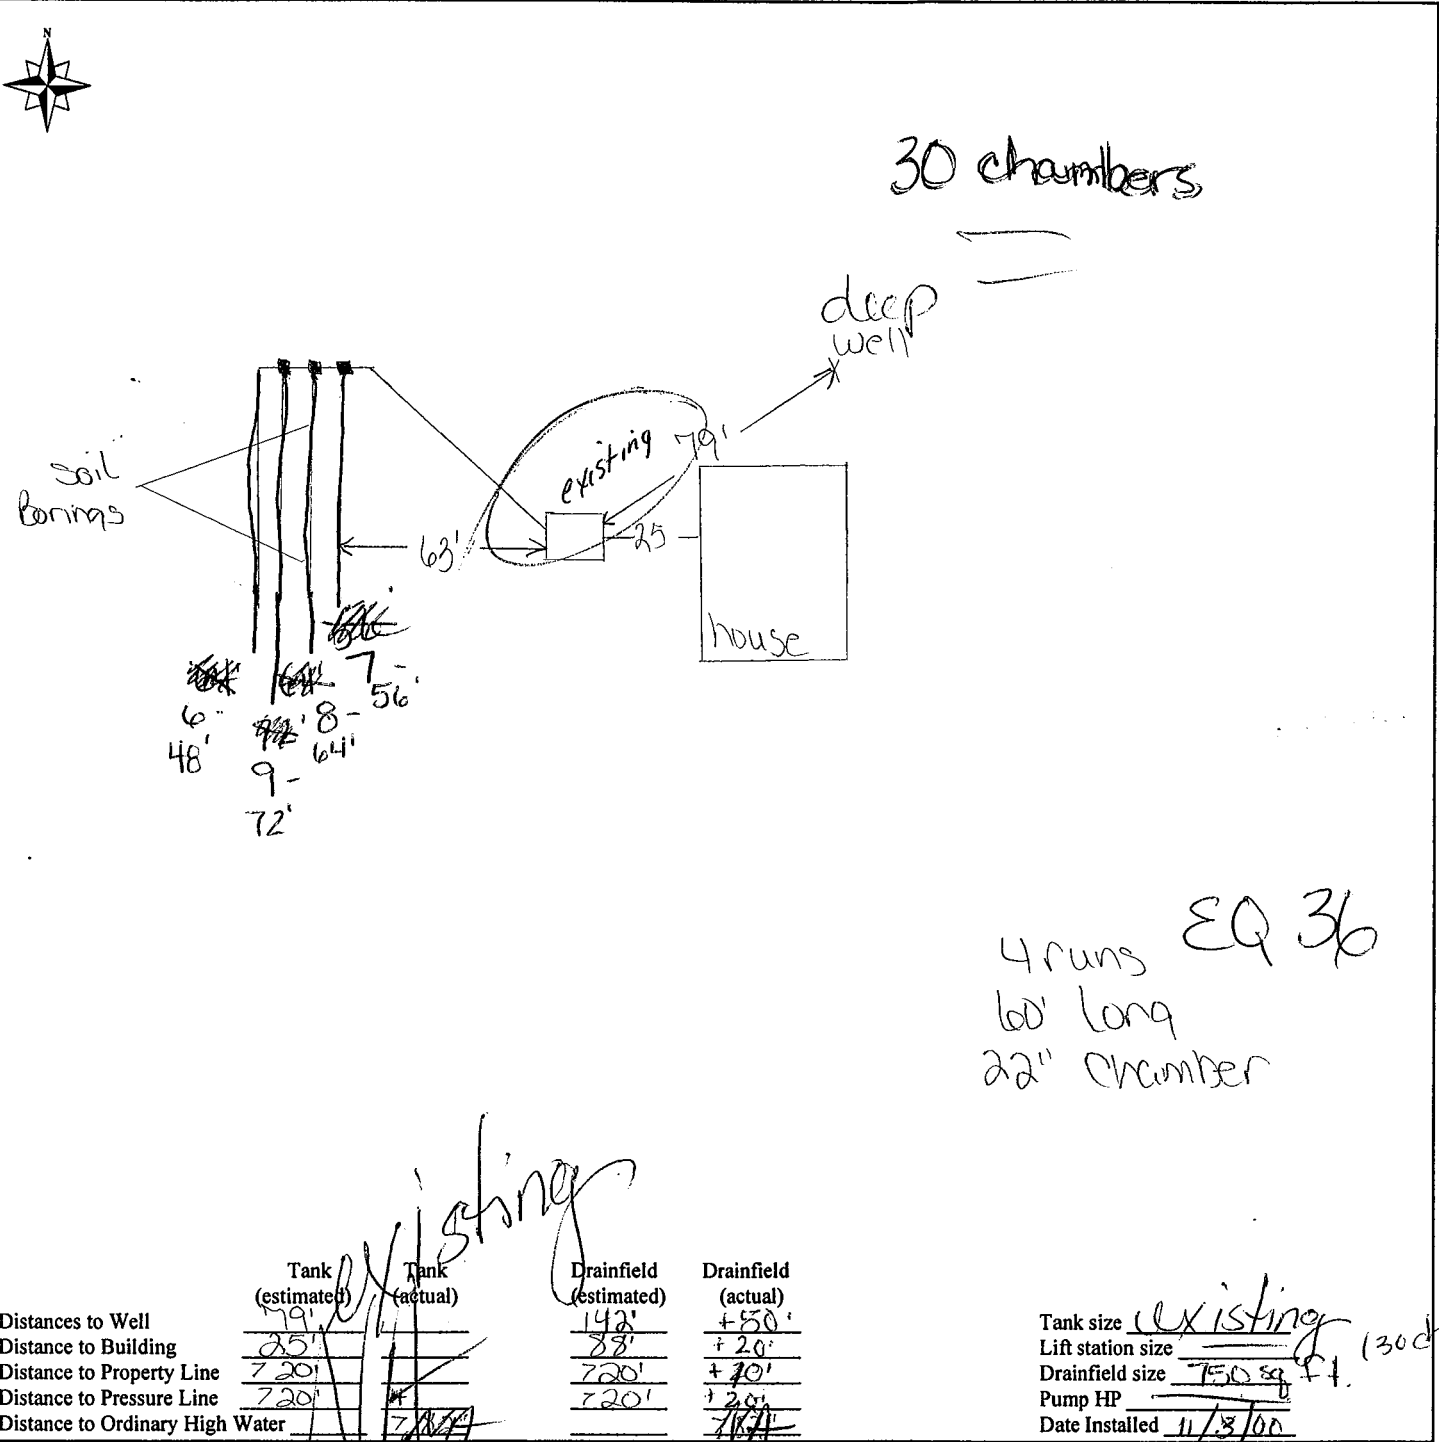 N
30 chambers
deep
well
existing
79'
Soil
Borings
63'
25
house
7-
56'
6-
48'
8-
64'
9-
72'
EQ 36
4 runs
60' long
22" chamber
existing
Tank Tank Drainfield Drainfield
(estimated) (actual) (estimated) (actual)
Distances to Well 79' 142' +50'
Distance to Building 25' 88' +20'
Distance to Property Line 720' 720' +10'
Distance to Pressure Line 720' 720' +20'
Distance to Ordinary High Water
Tank size existing
Lift station size
Drainfield size 750 sq ft.
Pump HP
Date Installed 11/3/00